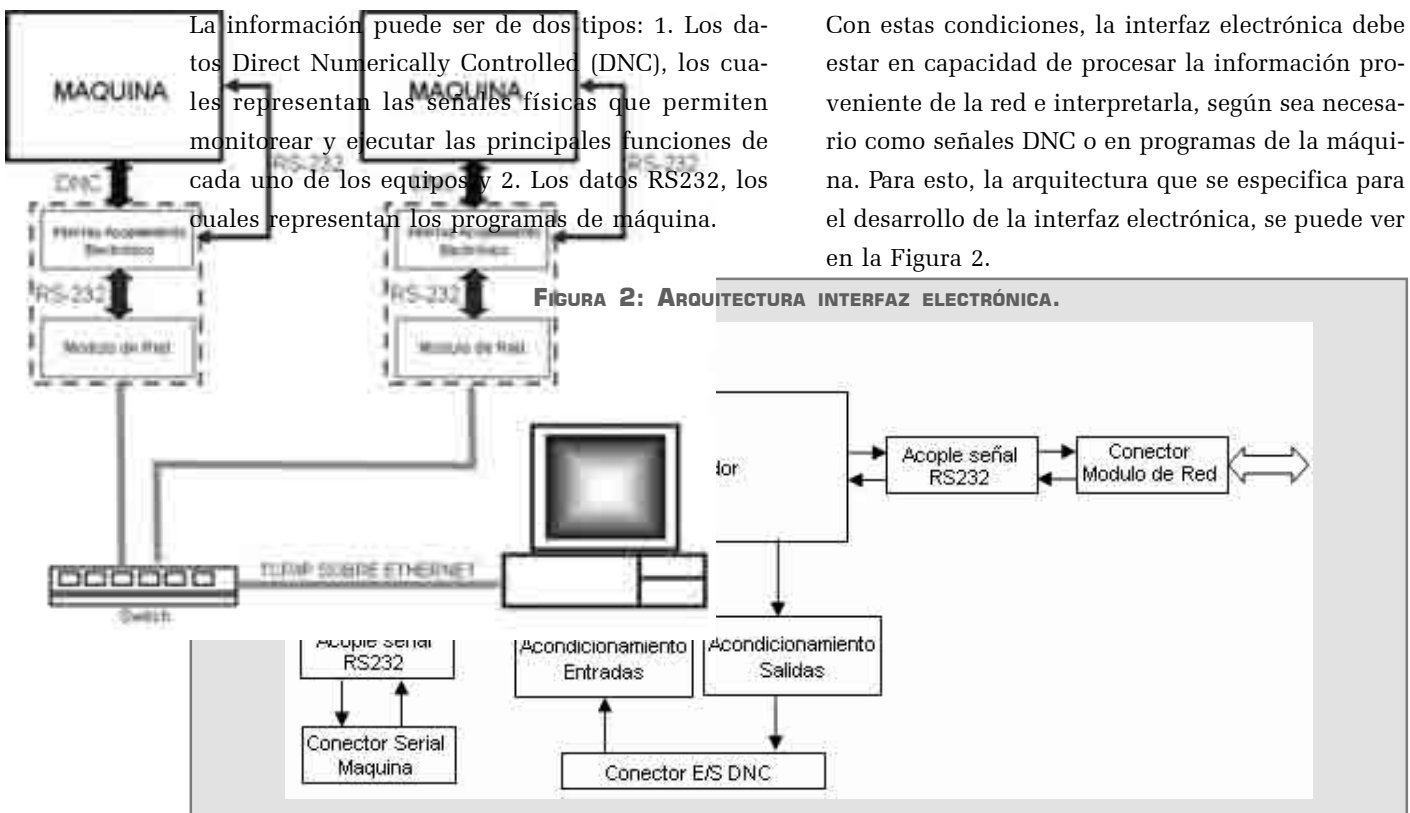 La información puede ser de dos tipos: 1. Los da-
tos Direct Numerically Controlled (DNC), los cua-
les representan las señales físicas que permiten
monitorear y ejecutar las principales funciones de
cada uno de los equipos y 2. Los datos RS232, los
cuales representan los programas de máquina.
Con estas condiciones, la interfaz electrónica debe
estar en capacidad de procesar la información pro-
veniente de la red e interpretarla, según sea necesa-
rio como señales DNC o en programas de la máqui-
na. Para esto, la arquitectura que se especifica para
el desarrollo de la interfaz electrónica, se puede ver
en la Figura 2.
MAQUINA
MAQUINA
RS-232
RS-232
DNC
Electrónico
Electrónico
RS-232
RS-232
Modulo de Red
Modulo de Red
TCP/IP SOBRE ETHERNET
Switch
FIGURA 2: ARQUITECTURA INTERFAZ ELECTRÓNICA.
dor
Acople señal
RS232
Conector
Modulo de Red
Acople señal
RS232
Acondicionamiento
Entradas
Acondicionamiento
Salidas
Conector Serial
Maquina
Conector E/S DNC